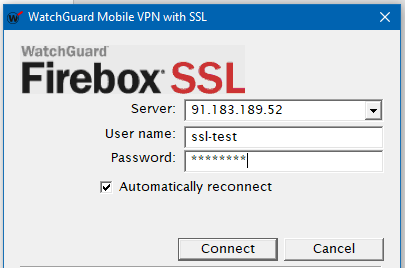 WatchGuard Mobile VPN with SSL
WatchGuard
Firebox SSL
Server: 91.183.189.52
User name: ssl-test
Password: ********
Automatically reconnect
Connect Cancel